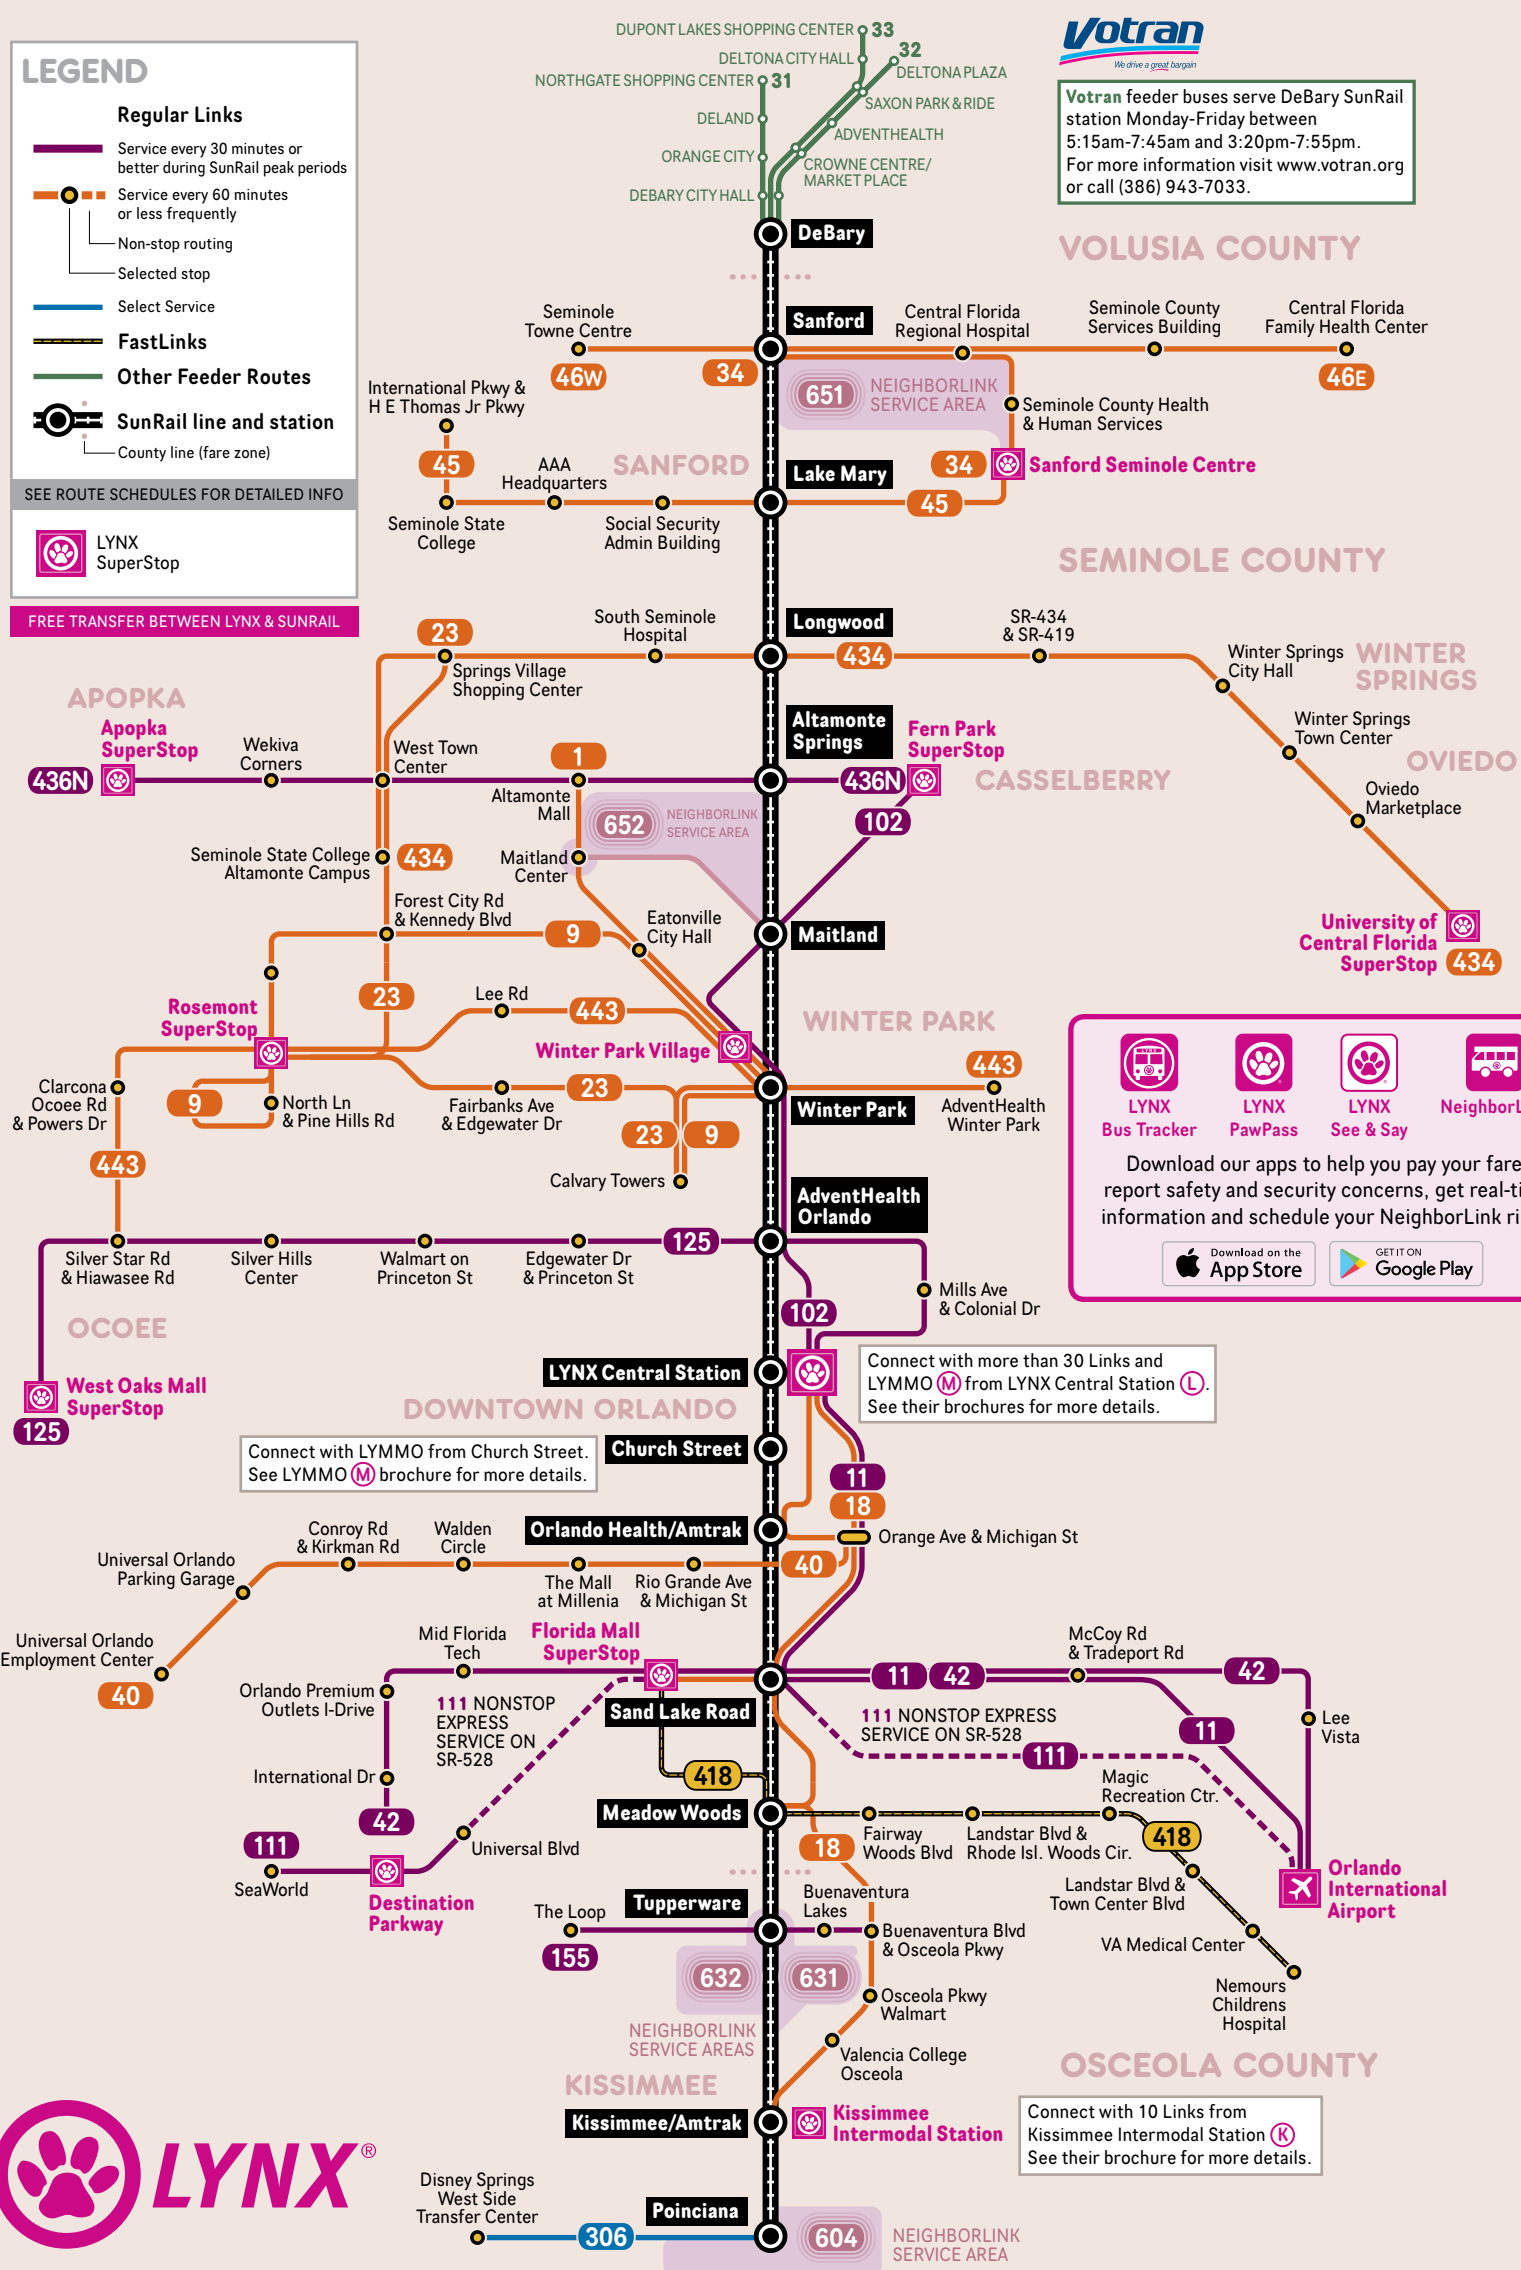 DUPONT LAKES SHOPPING CENTER 33
DELTONA CITY HALL 32
DELTONA PLAZA
NORTHGATE SHOPPING CENTER 31
SAXON PARK & RIDE
DELAND
ADVENTHEALTH
ORANGE CITY
CROWNE CENTRE/
MARKET PLACE
DEBARY CITY HALL
Votran
We drive a great bargain
Votran feeder buses serve DeBary SunRail
station Monday-Friday between
5:15am-7:45am and 3:20pm-7:55pm.
For more information visit www.votran.org
or call (386) 943-7033.
LEGEND
Regular Links
Service every 30 minutes or
better during SunRail peak periods
Service every 60 minutes
or less frequently
Non-stop routing
Selected stop
Select Service
FastLinks
Other Feeder Routes
SunRail line and station
County line (fare zone)
SEE ROUTE SCHEDULES FOR DETAILED INFO
LYNX
SuperStop
FREE TRANSFER BETWEEN LYNX & SUNRAIL
DeBary
VOLUSIA COUNTY
Seminole
Towne Centre
46W
Sanford
34
Central Florida
Regional Hospital
Seminole County
Services Building
Central Florida
Family Health Center
46E
International Pkwy &
H E Thomas Jr Pkwy
45
651
NEIGHBORLINK
SERVICE AREA
Seminole County Health
& Human Services
AAA
Headquarters
SANFORD
Lake Mary
34
Sanford Seminole Centre
45
Seminole State
College
Social Security
Admin Building
SEMINOLE COUNTY
23
South Seminole
Hospital
Longwood
434
SR-434
& SR-419
Springs Village
Shopping Center
Winter Springs
City Hall
WINTER
SPRINGS
APOPKA
Apopka
SuperStop
436N
Wekiva
Corners
West Town
Center
1
Altamonte
Mall
Altamonte
Springs
Fern Park
SuperStop
436N
CASSELBERRY
102
Winter Springs
Town Center
OVIEDO
Oviedo
Marketplace
652
NEIGHBORLINK
SERVICE AREA
Seminole State College
Altamonte Campus
434
Maitland
Center
Forest City Rd
& Kennedy Blvd
9
Eatonville
City Hall
Maitland
University of
Central Florida
SuperStop
434
23
Lee Rd
443
Rosemont
SuperStop
WINTER PARK
Winter Park Village
443
Clarcona
Ocoee Rd
& Powers Dr
9
North Ln
& Pine Hills Rd
Fairbanks Ave
& Edgewater Dr
23
Winter Park
AdventHealth
Winter Park
23
9
443
Calvary Towers
LYNX
Bus Tracker
LYNX
PawPass
LYNX
See & Say
NeighborL
Download our apps to help you pay your fare
report safety and security concerns, get real-ti
information and schedule your NeighborLink ri
Download on the
App Store
GET IT ON
Google Play
AdventHealth
Orlando
125
Silver Star Rd
& Hiawasee Rd
Silver Hills
Center
Walmart on
Princeton St
Edgewater Dr
& Princeton St
Mills Ave
& Colonial Dr
102
OCOEE
West Oaks Mall
SuperStop
125
LYNX Central Station
Connect with more than 30 Links and
LYMMO M from LYNX Central Station L.
See their brochures for more details.
DOWNTOWN ORLANDO
Connect with LYMMO from Church Street.
See LYMMO M brochure for more details.
Church Street
11
18
Conroy Rd
& Kirkman Rd
Walden
Circle
Orlando Health/Amtrak
Orange Ave & Michigan St
Universal Orlando
Parking Garage
40
The Mall
at Millenia
Rio Grande Ave
& Michigan St
Universal Orlando
Employment Center
40
Mid Florida
Tech
Florida Mall
SuperStop
McCoy Rd
& Tradeport Rd
11
42
42
Orlando Premium
Outlets I-Drive
111 NONSTOP
EXPRESS
SERVICE ON
SR-528
Sand Lake Road
111 NONSTOP EXPRESS
SERVICE ON SR-528
11
Lee
Vista
111
International Dr
418
Magic
Recreation Ctr.
42
Meadow Woods
111
Universal Blvd
18
Fairway
Woods Blvd
Landstar Blvd &
Rhode Isl. Woods Cir.
418
SeaWorld
Destination
Parkway
Landstar Blvd &
Town Center Blvd
Orlando
International
Airport
The Loop
155
Tupperware
Buenaventura
Lakes
Buenaventura Blvd
& Osceola Pkwy
VA Medical Center
632
631
Osceola Pkwy
Walmart
Nemours
Childrens
Hospital
NEIGHBORLINK
SERVICE AREAS
Valencia College
Osceola
OSCEOLA COUNTY
KISSIMMEE
Kissimmee/Amtrak
Kissimmee
Intermodal Station
Connect with 10 Links from
Kissimmee Intermodal Station K
See their brochure for more details.
LYNX®
Disney Springs
West Side
Transfer Center
306
Poinciana
604
NEIGHBORLINK
SERVICE AREA